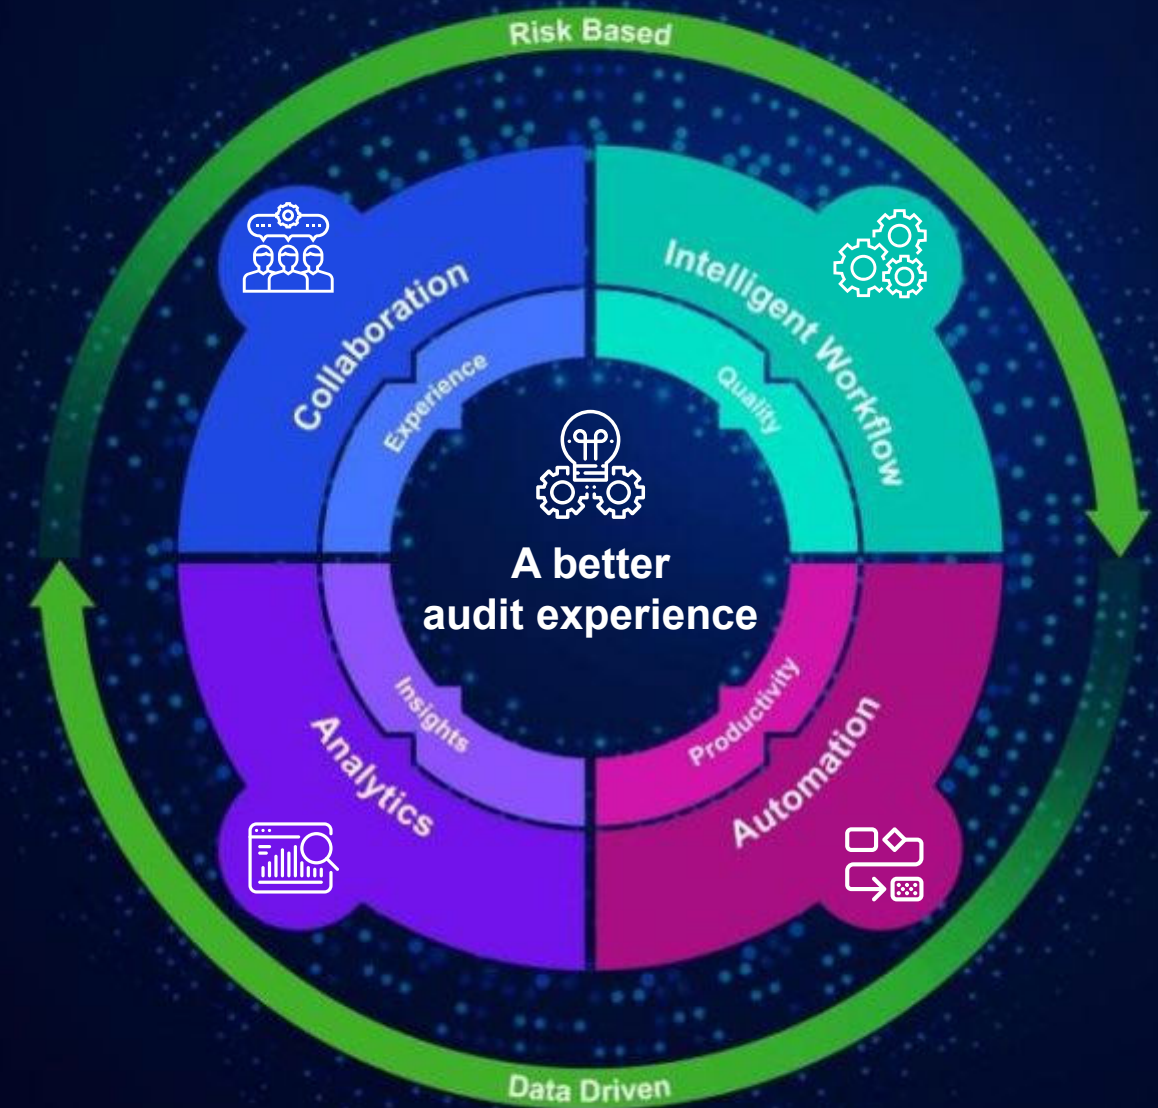 Risk Based
Collaboration
Intelligent Workflow
Experience
Quality
A better
audit experience
Insights
Productivity
Analytics
Automation
Data Driven